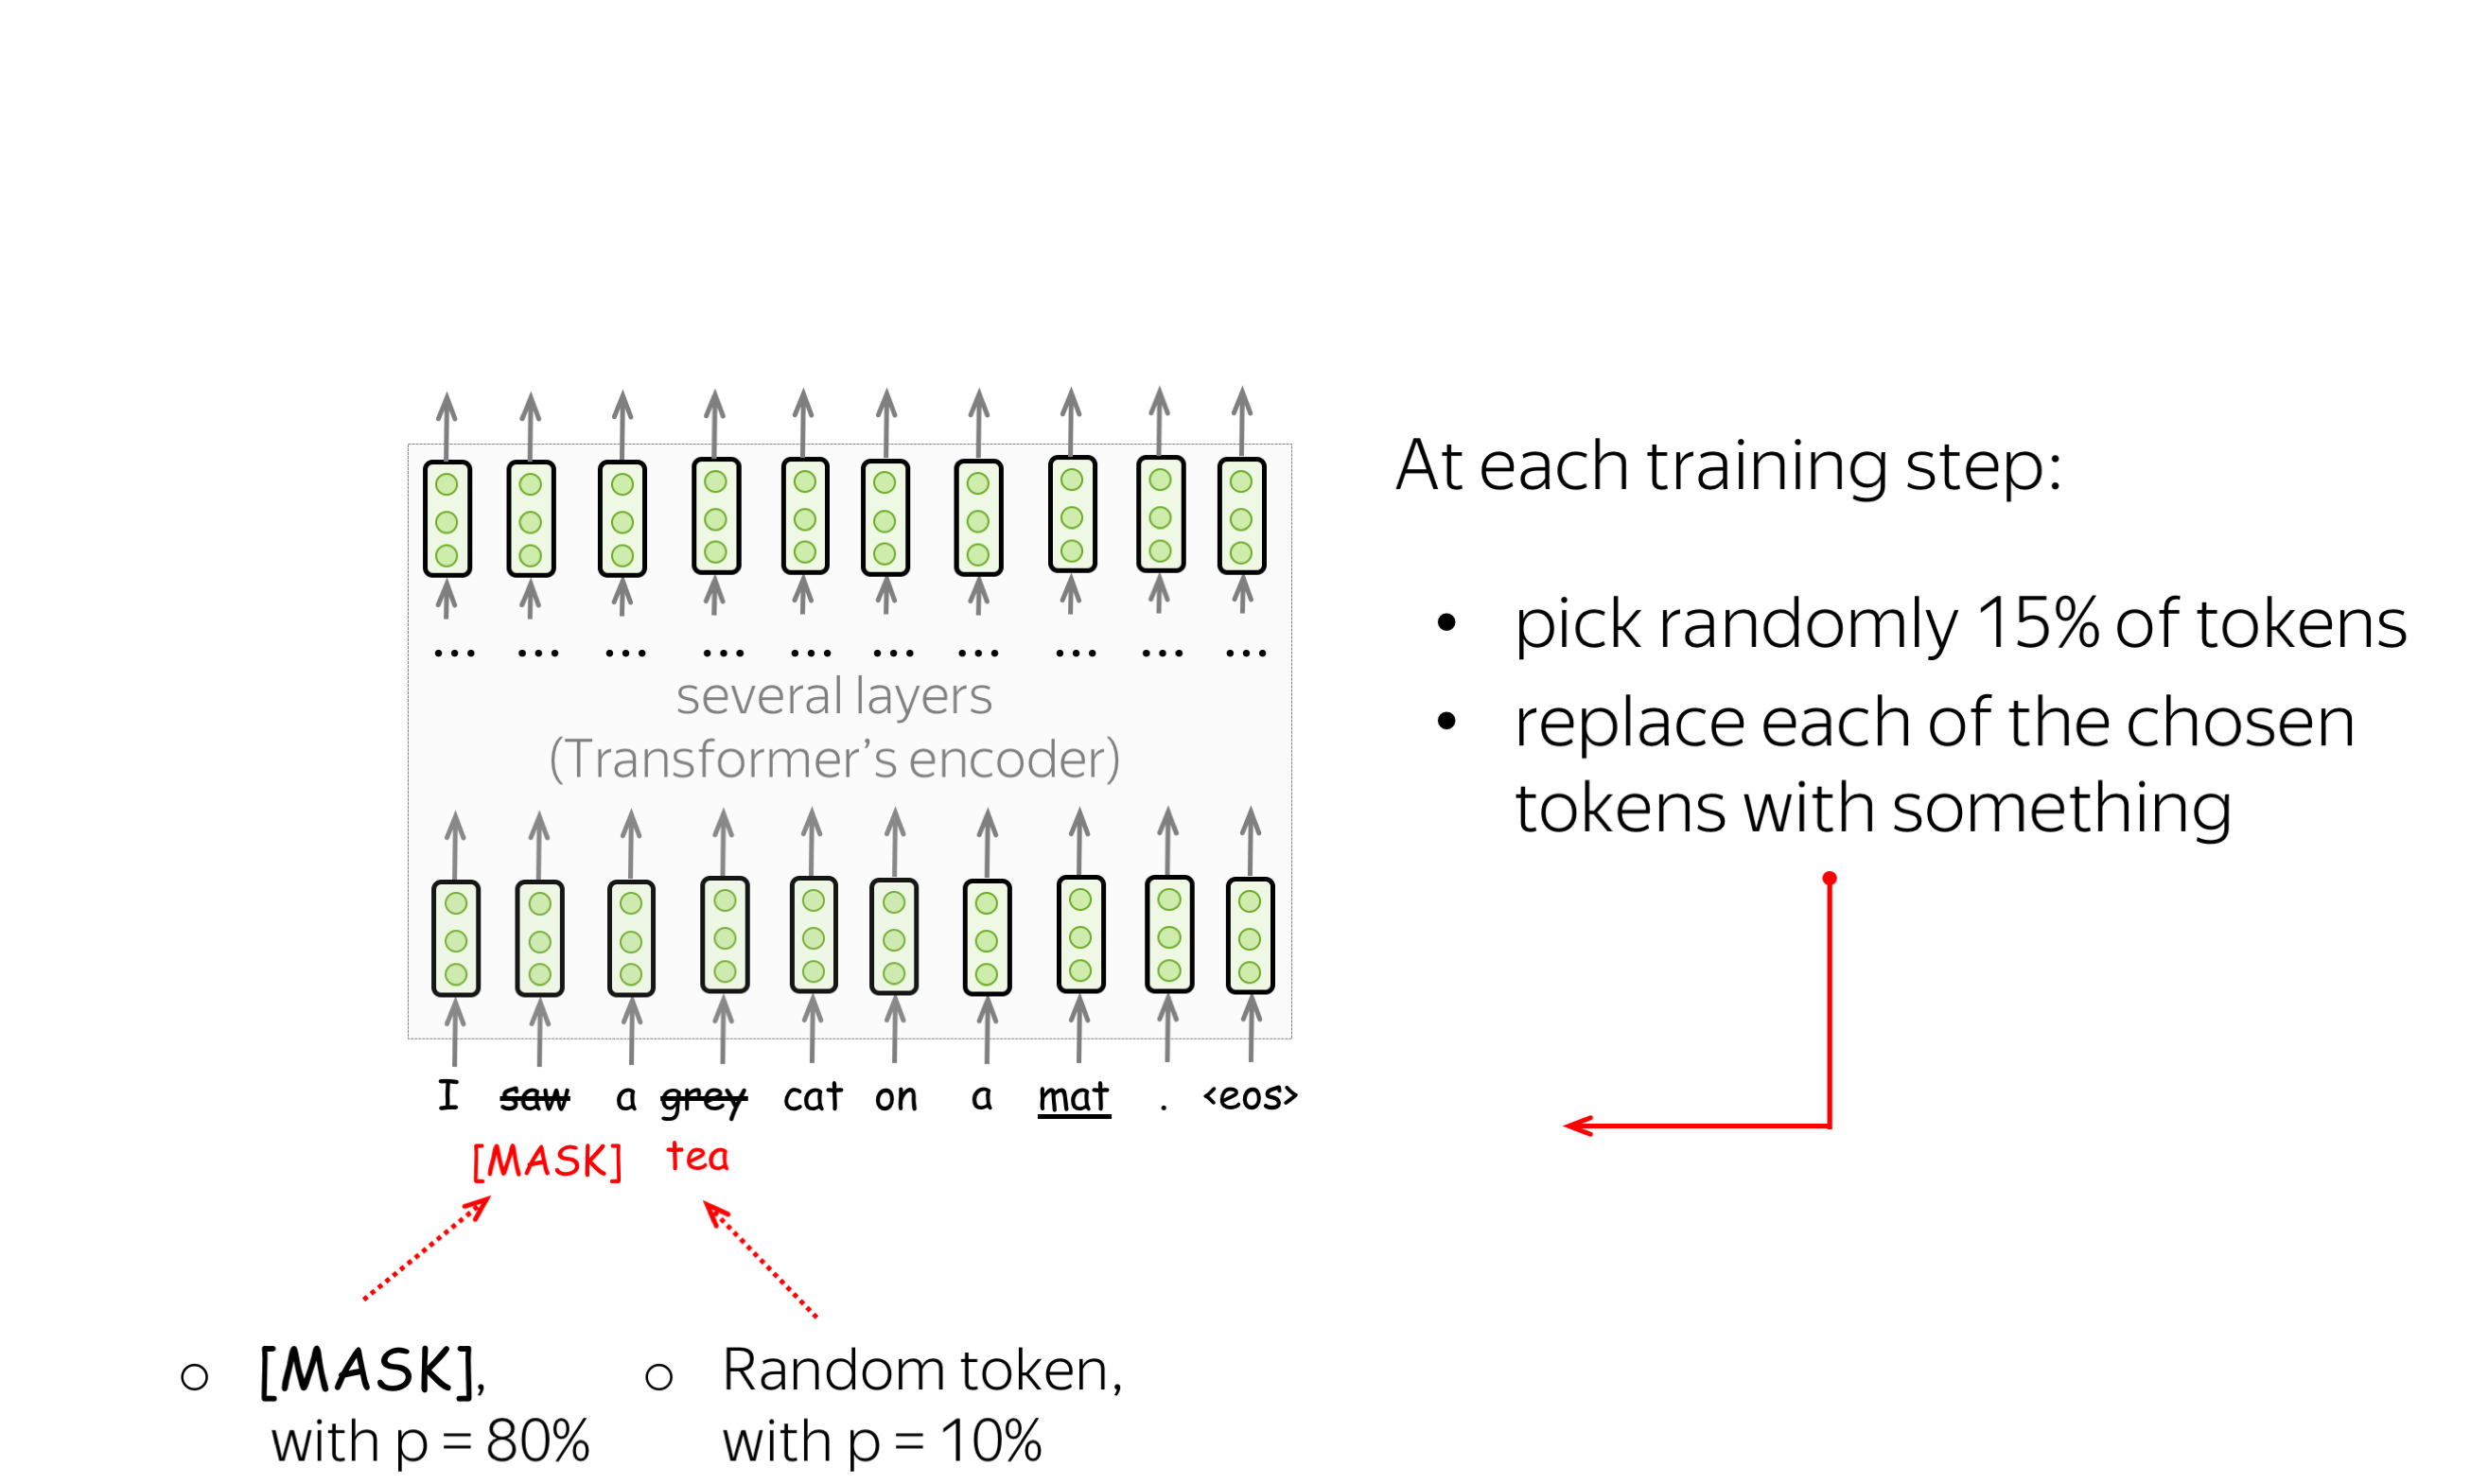 At each training step:
• pick randomly 15% of tokens
• replace each of the chosen
tokens with something
... ... ... ... ... ... ... ... ... ...
several layers
(Transformer’s encoder)
I saw a grey cat on a mat . <eos>
[MASK] tea
[MASK],
with p = 80%
Random token,
with p = 10%